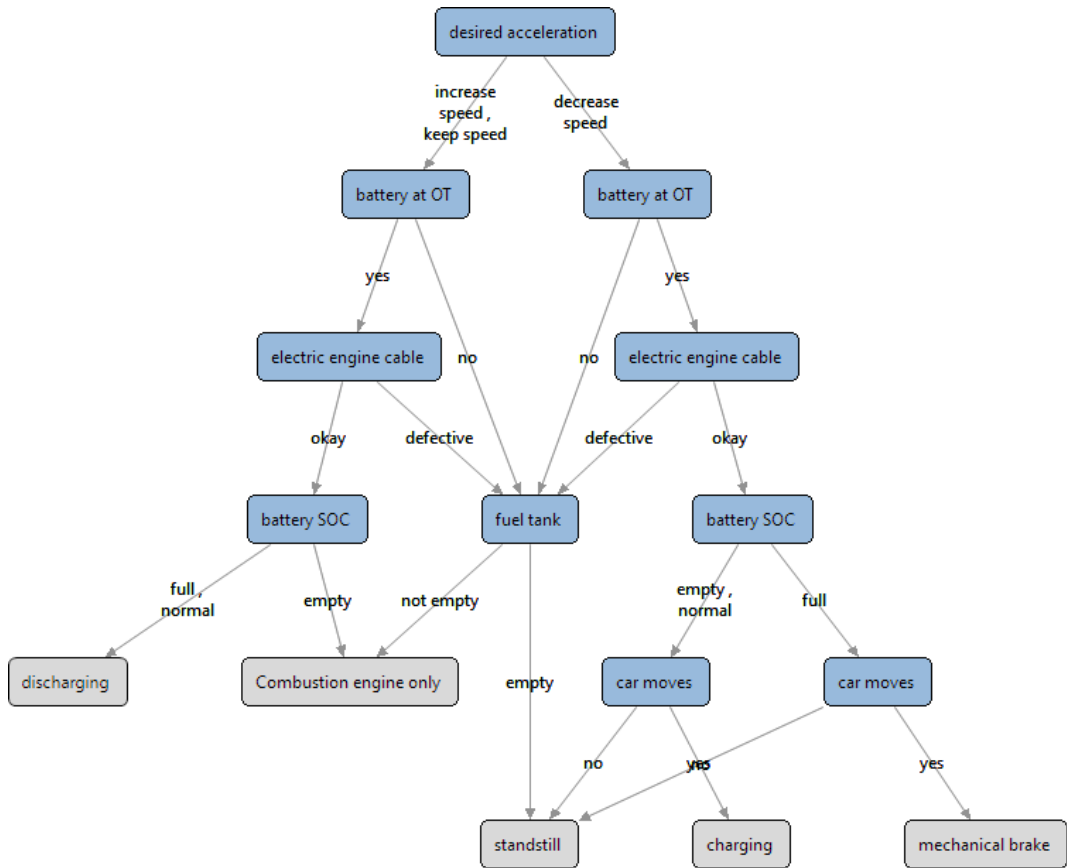 desired acceleration
increase
speed ,
keep speed
decrease
speed
battery at OT
battery at OT
yes
yes
electric engine cable
no
no
electric engine cable
okay
defective
defective
okay
battery SOC
fuel tank
battery SOC
full ,
normal
empty
not empty
empty ,
normal
full
discharging
Combustion engine only
empty
car moves
car moves
no
yes
no
yes
standstill
charging
mechanical brake